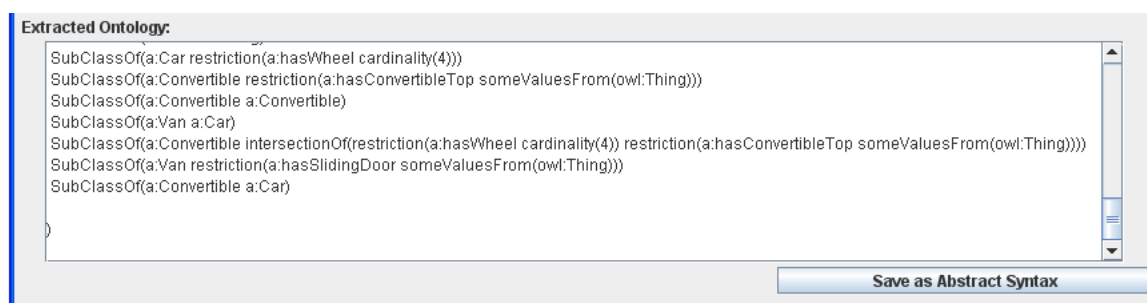 Extracted Ontology:
SubClassOf(a:Car restriction(a:hasWheel cardinality(4)))
SubClassOf(a:Convertible restriction(a:hasConvertibleTop someValuesFrom(owl:Thing)))
SubClassOf(a:Convertible a:Convertible)
SubClassOf(a:Van a:Car)
SubClassOf(a:Convertible intersectionOf(restriction(a:hasWheel cardinality(4)) restriction(a:hasConvertibleTop someValuesFrom(owl:Thing))))
SubClassOf(a:Van restriction(a:hasSlidingDoor someValuesFrom(owl:Thing)))
SubClassOf(a:Convertible a:Car)
)
Save as Abstract Syntax